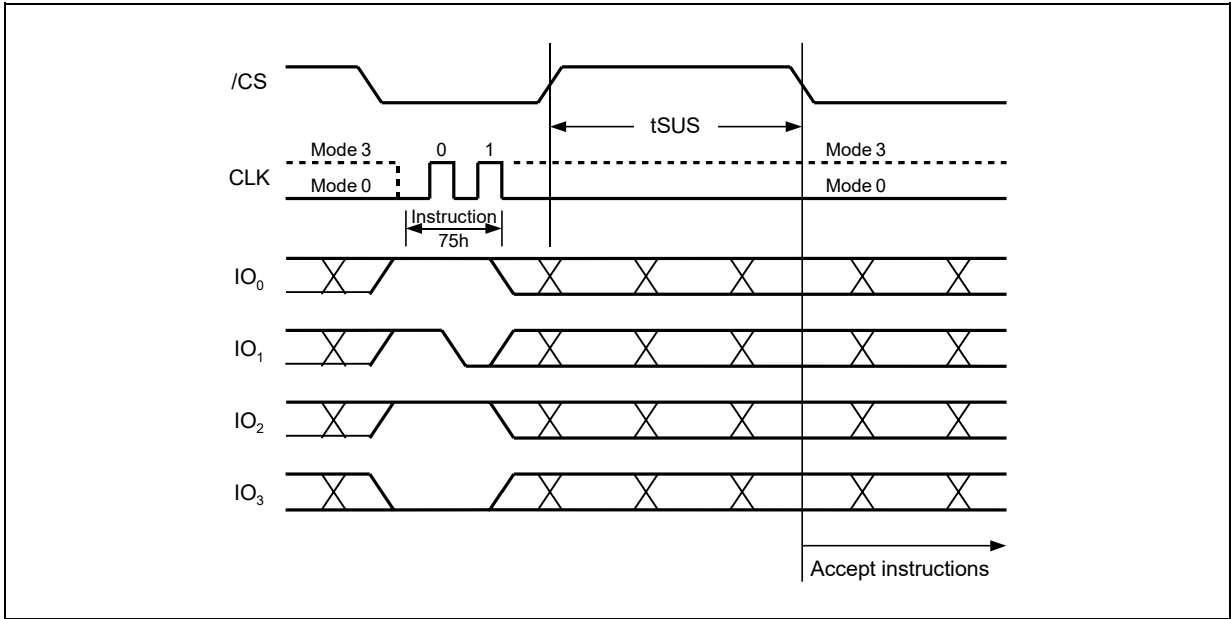 /CS
tSUS
Mode 3 0 1 Mode 3
CLK
Mode 0 Mode 0
Instruction
75h
IO0
IO1
IO2
IO3
Accept instructions